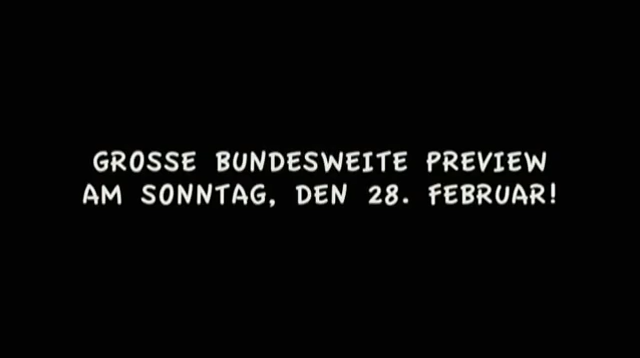 GROSSE BUNDESWEITE PREVIEW
AM SONNTAG, DEN 28. FEBRUAR!